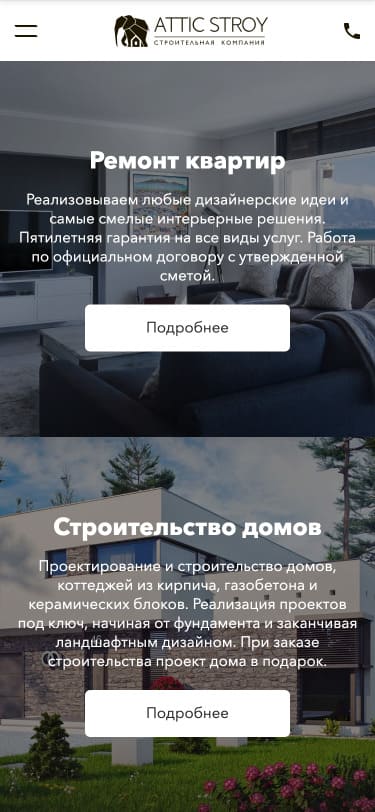 ATTIC STROY
СТРОИТЕЛЬНАЯ КОМПАНИЯ
Ремонт квартир
Реализовываем любые дизайнерские идеи и
самые смелые интерьерные решения.
Пятилетняя гарантия на все виды услуг. Работа
по официальному договору с утвержденной
сметой.
Подробнее
Строительство домов
Проектирование и строительство домов,
коттеджей из кирпича, газобетона и
керамических блоков. Реализация проектов
под ключ, начиная от фундамента и заканчивая
ландшафтным дизайном. При заказе
строительства проект дома в подарок.
Подробнее